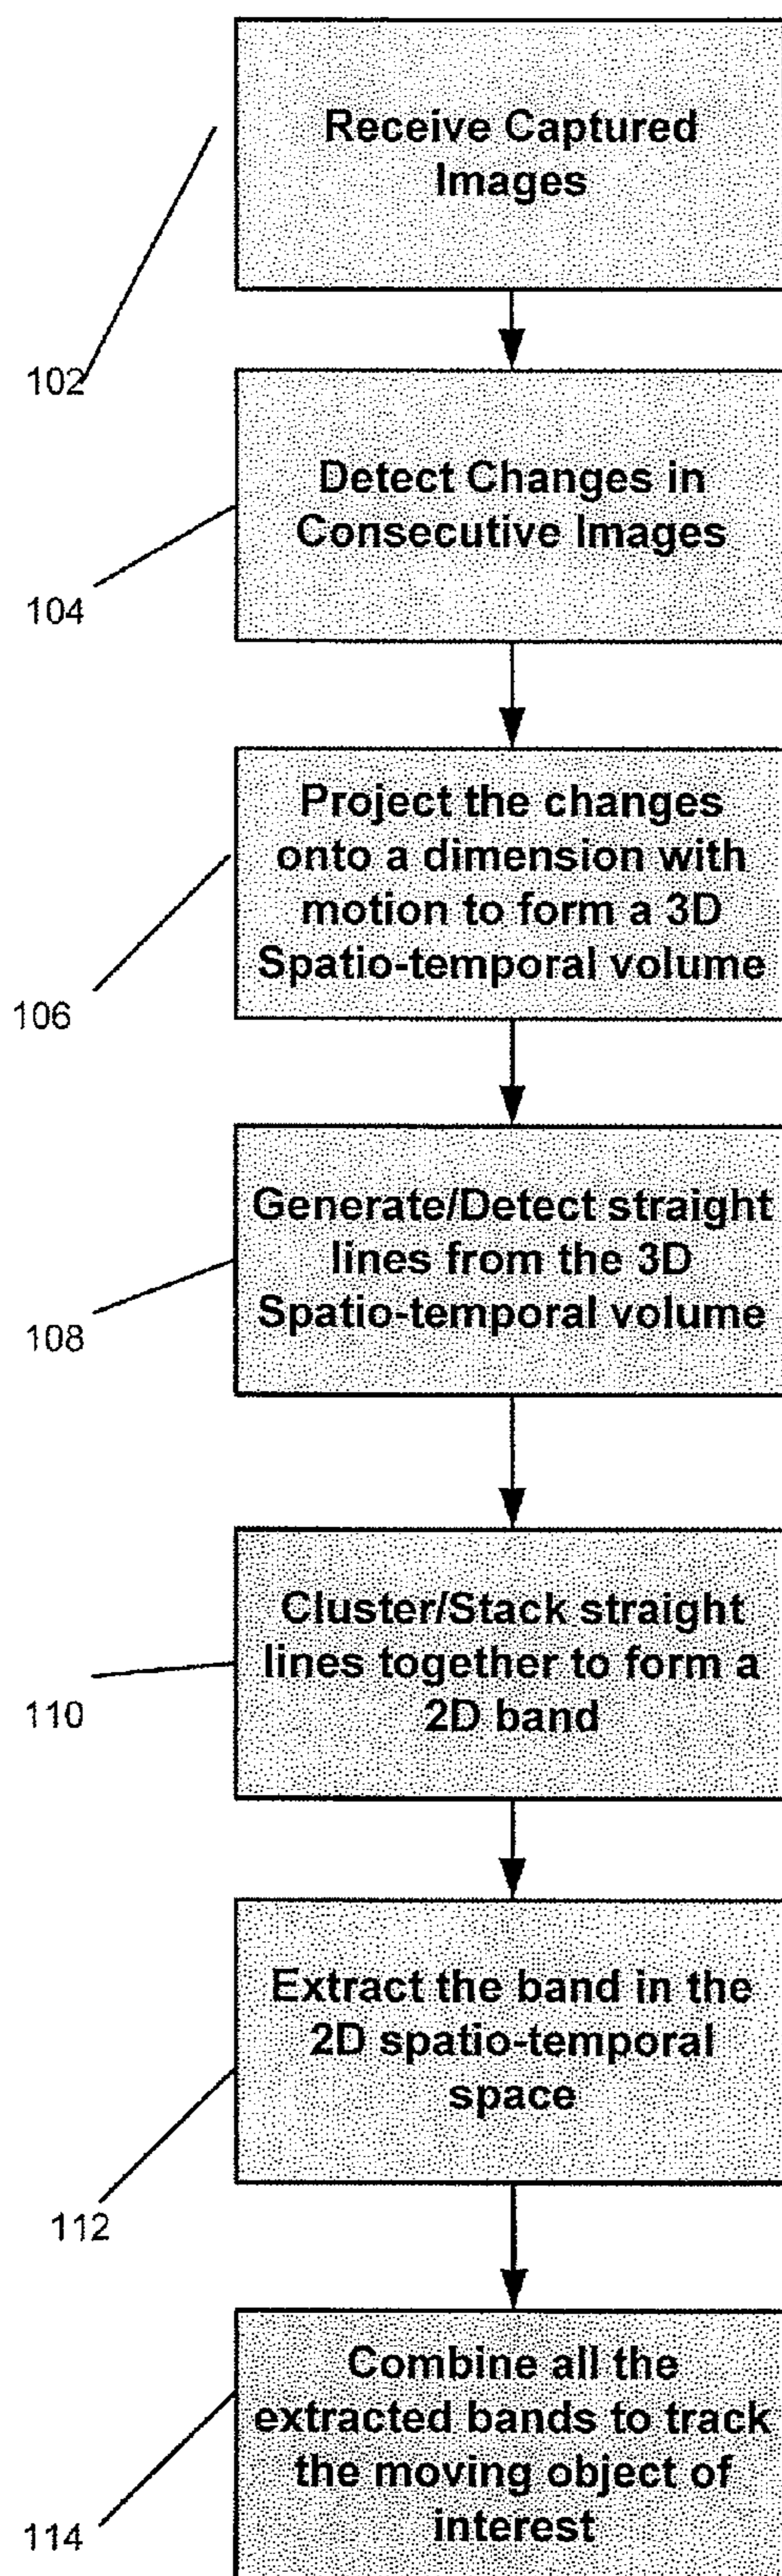 Receive Captured
Images
102
Detect Changes in
Consecutive Images
104
Project the changes
onto a dimension with
motion to form a 3D
Spatio-temporal volume
106
Generate/Detect straight
lines from the 3D
Spatio-temporal volume
108
Cluster/Stack straight
lines together to form a
2D band
110
Extract the band in the
2D spatio-temporal
space
112
Combine all the
extracted bands to track
the moving object of
interest
114